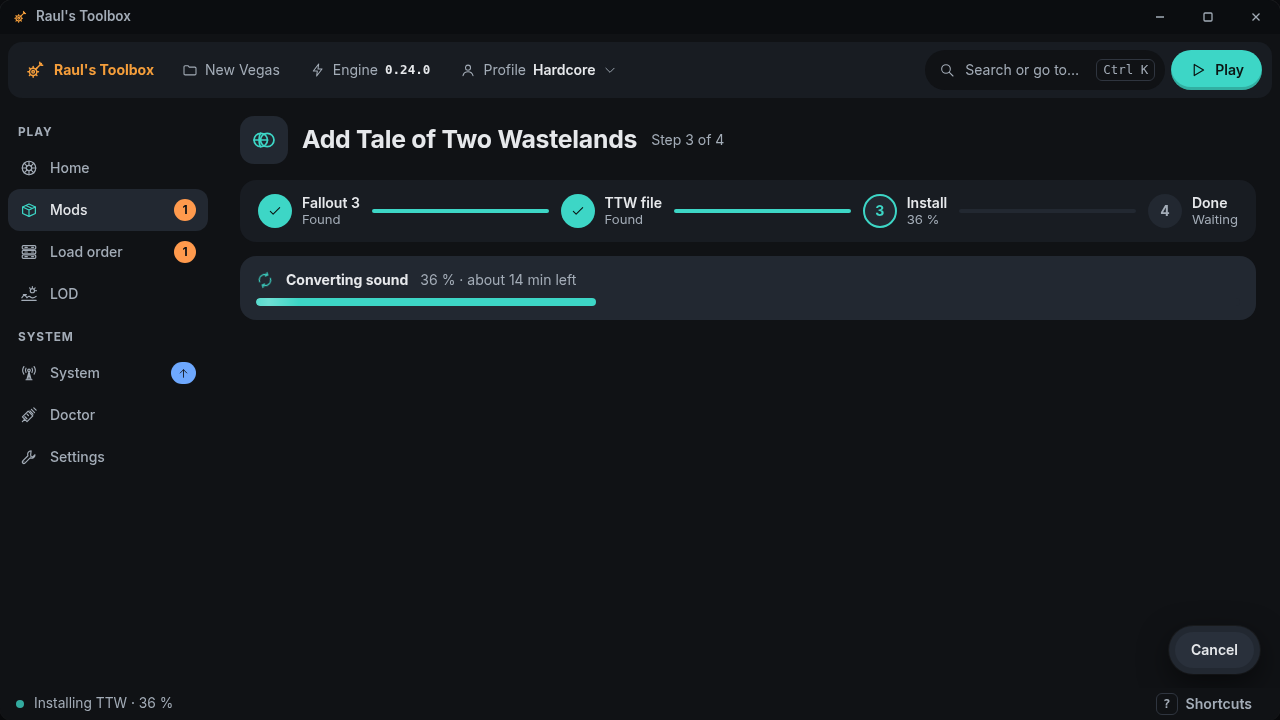 Raul's Toolbox
Raul's Toolbox
New Vegas
Engine 0.24.0
Profile Hardcore
Search or go to...
Ctrl K
Play
PLAY
Home
Mods
1
Load order
1
LOD
SYSTEM
System
Doctor
Settings
Add Tale of Two Wastelands
Step 3 of 4
Fallout 3
Found
TTW file
Found
3
Install
36 %
4
Done
Waiting
Converting sound 36 % · about 14 min left
Cancel
Installing TTW · 36 %
? Shortcuts